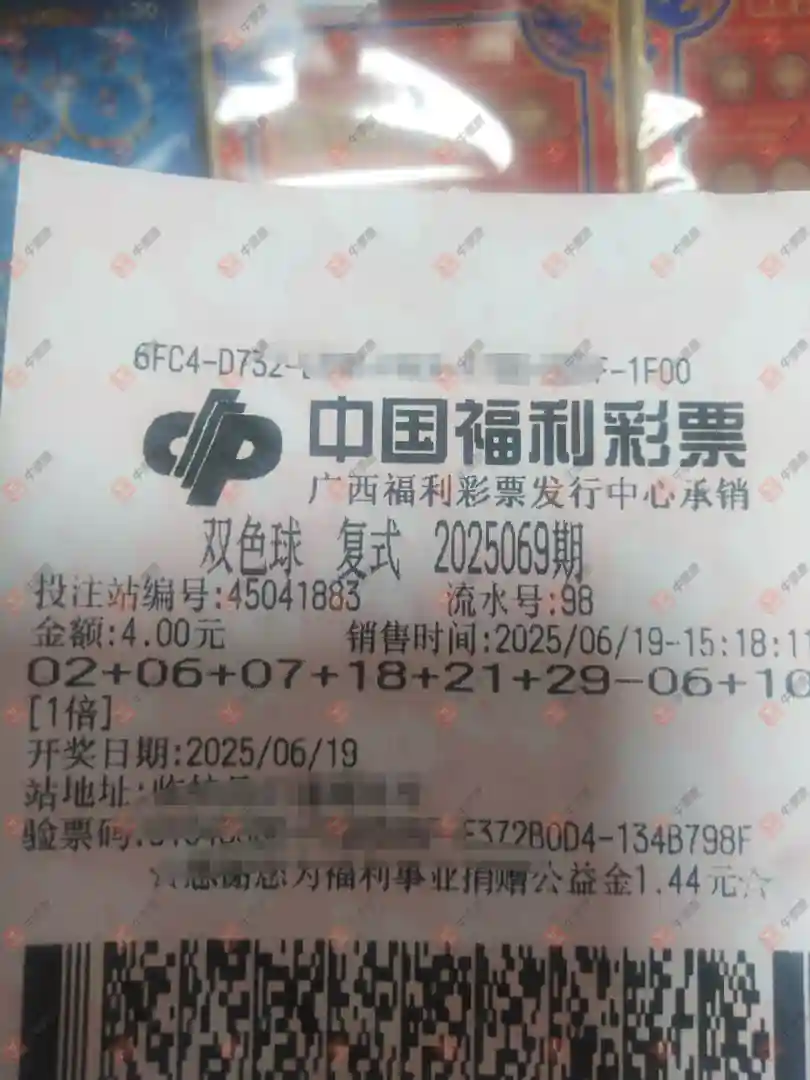 6FC4-D732- F-1F00
中国福利彩票
广西福利彩票发行中心承销
双色球 复式 2025069期
投注站编号:45041883 流水号:98
金额:4.00元 销售时间:2025/06/19-15:18:11
02+06+07+18+21+29-06+10
[1倍]
开奖日期:2025/06/19
站地址:
验票码: F372B0D4-134B798F
感谢您为福利事业捐赠公益金1.44元